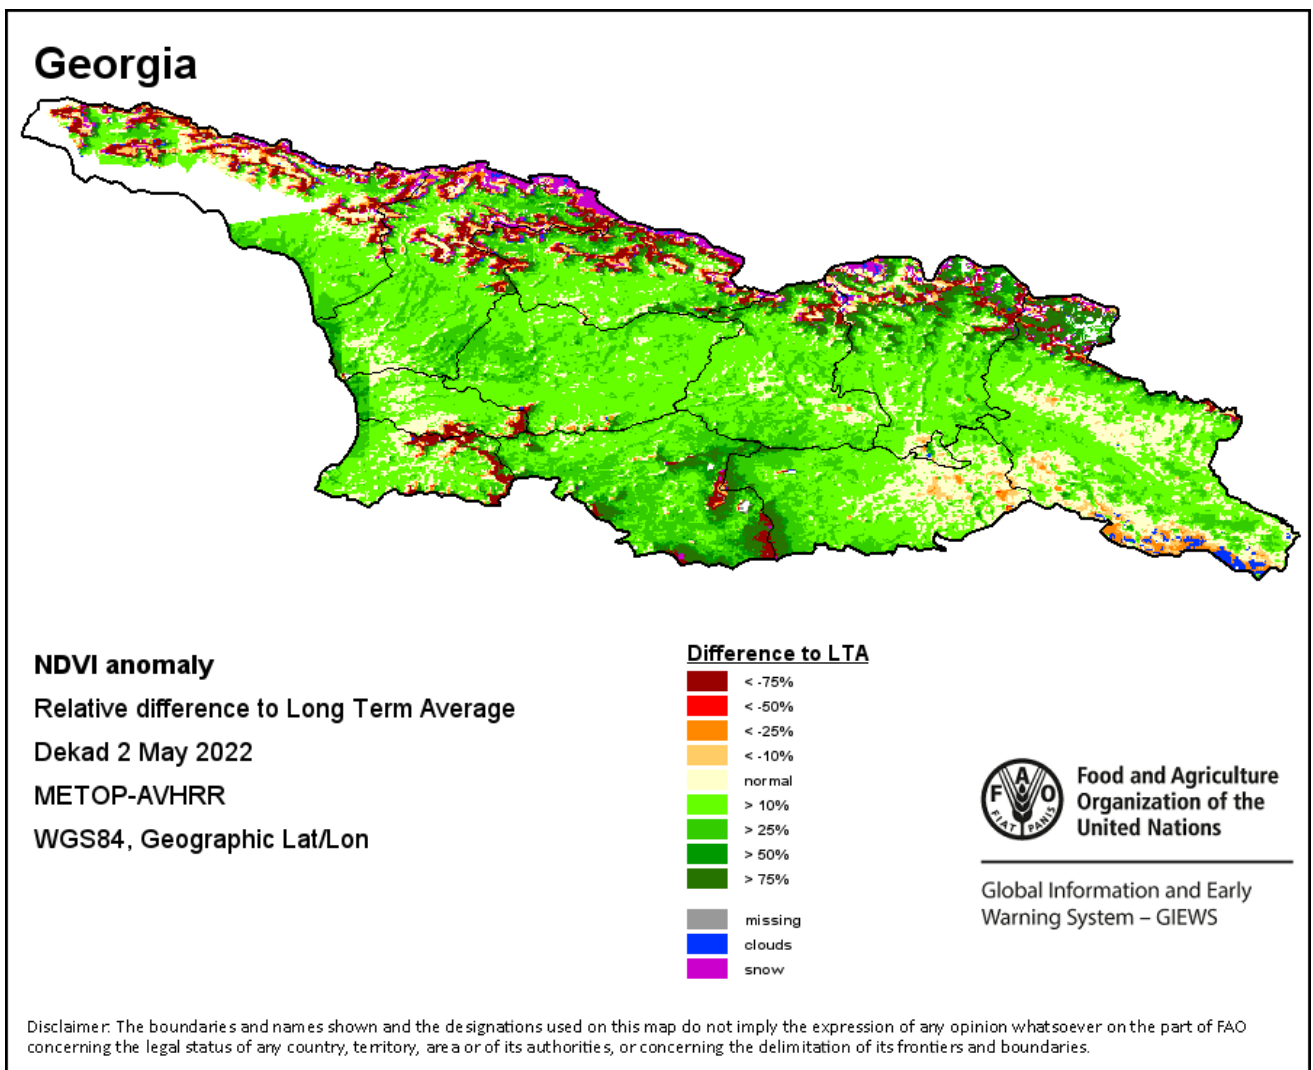 Georgia
NDVI anomaly
Relative difference to Long Term Average
Dekad 2 May 2022
METOP-AVHRR
WGS84, Geographic Lat/Lon
Difference to LTA
< -75%
< -50%
< -25%
< -10%
normal
> 10%
> 25%
> 50%
> 75%
missing
clouds
snow
F A O
FIAT PANIS
Food and Agriculture
Organization of the
United Nations
Global Information and Early
Warning System – GIEWS
Disclaimer: The boundaries and names shown and the designations used on this map do not imply the expression of any opinion whatsoever on the part of FAO
concerning the legal status of any country, territory, area or of its authorities, or concerning the delimitation of its frontiers and boundaries.